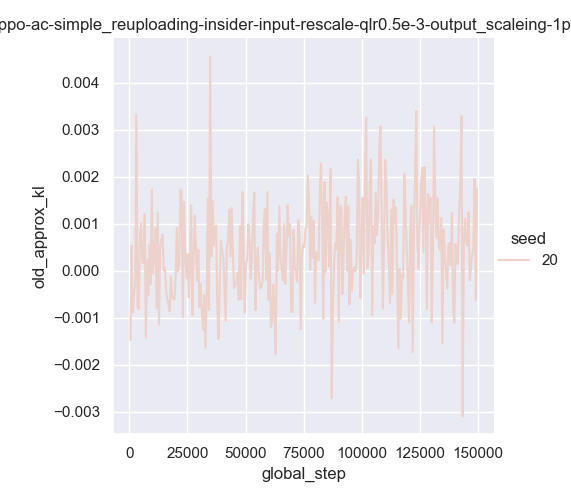 ppo-ac-simple_reuploading-insider-input-rescale-qlr0.5e-3-output_scaleing-1p
0.004
0.003
0.002
0.001
0.000
−0.001
−0.002
−0.003
old_approx_kl
0 25000 50000 75000 100000 125000 150000
global_step
seed
20